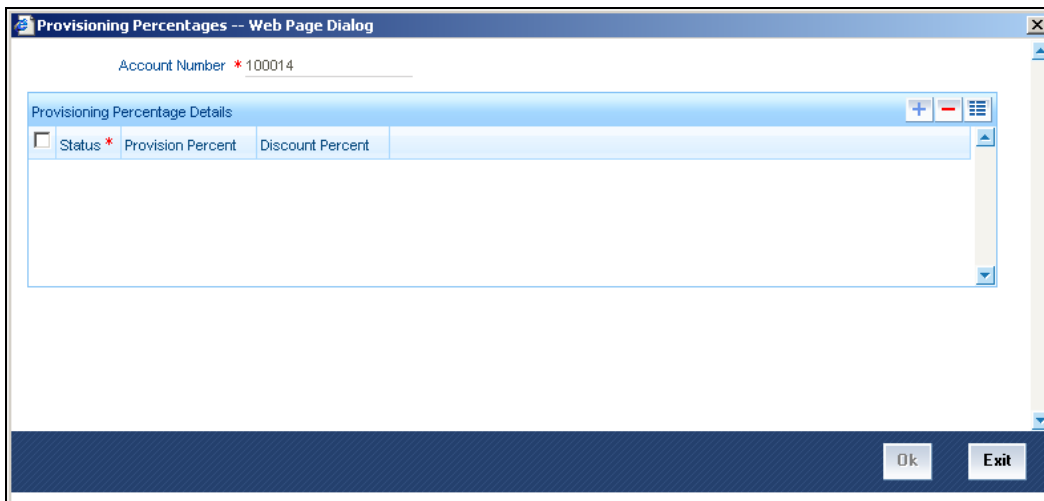 Provisioning Percentages -- Web Page Dialog
Account Number * 100014
Provisioning Percentage Details
Status * Provision Percent Discount Percent
Ok Exit